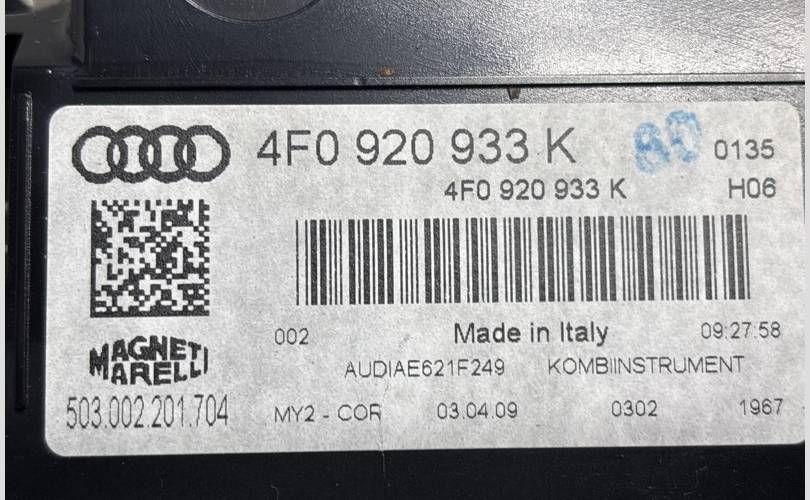 4F0 920 933 K 80 0135
4F0 920 933 K H06
002 Made in Italy 09:27:58
MAGNETI
MARELLI
AUDIAE621F249 KOMBIINSTRUMENT
503.002.201.704 MY2 - COR 03.04.09 0302 1967